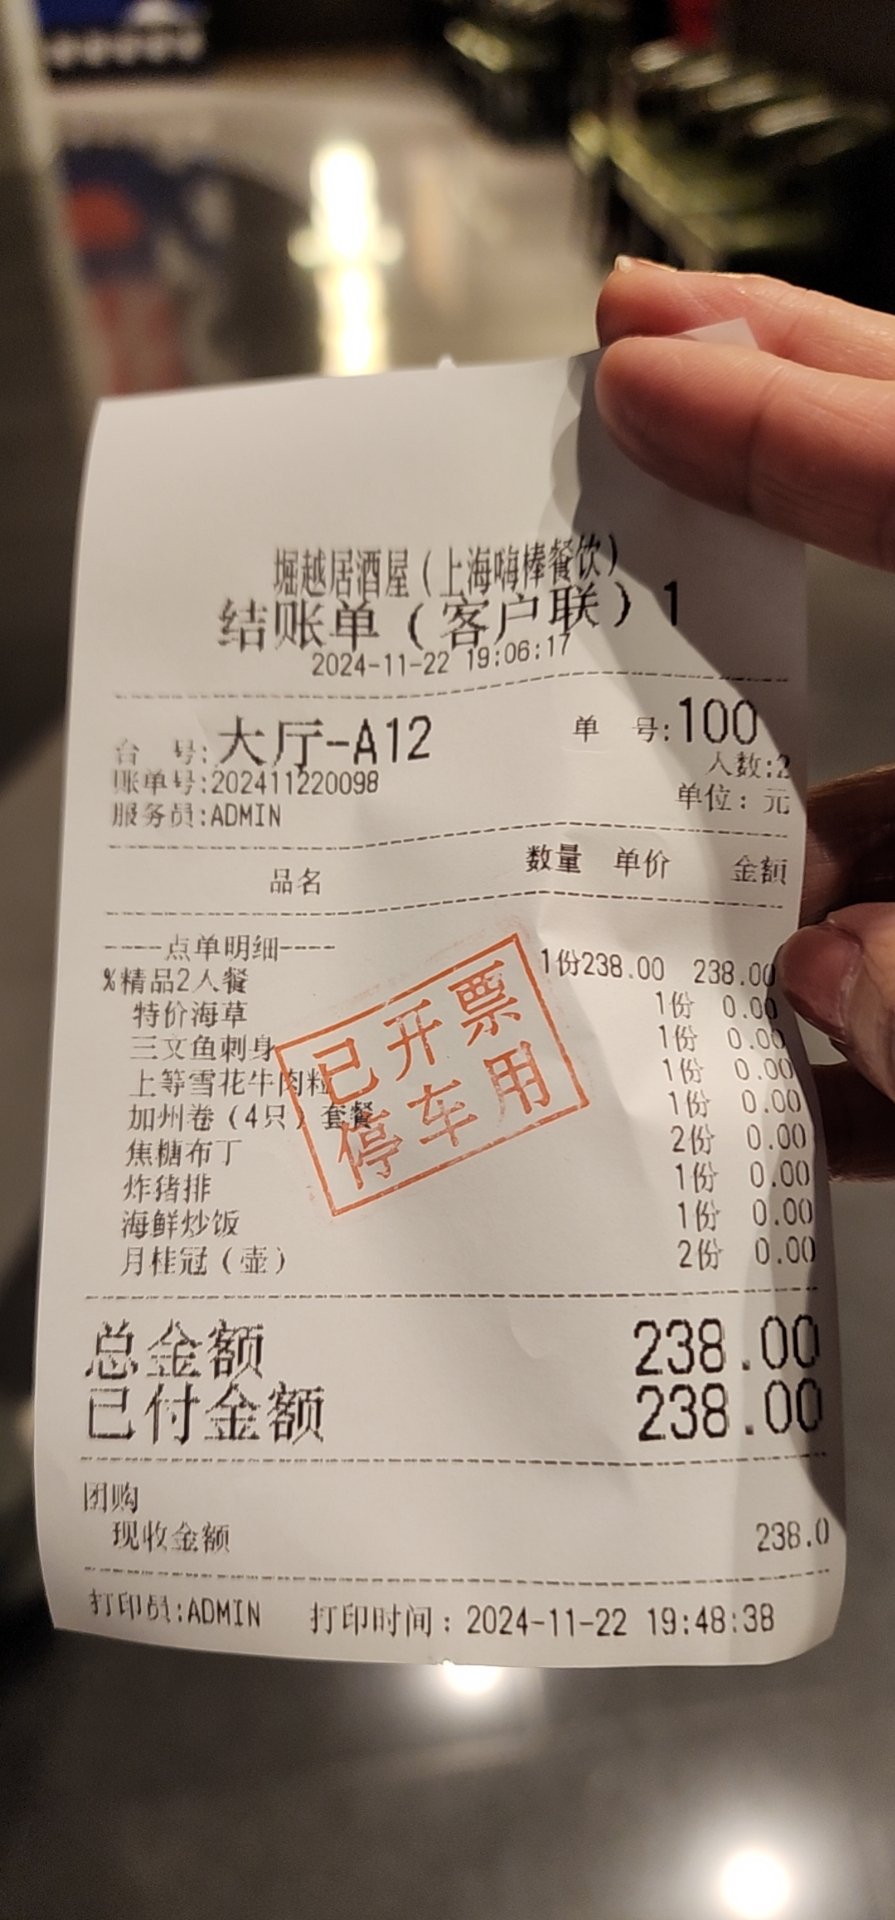 堀越居酒屋（上海嗨棒餐饮）
结账单（客户联）1
2024-11-22 19:06:17
台 号:大厅-A12 单 号:100
人数:2
账单号:202411220098
单位：元
服务员:ADMIN
品名 数量 单价 金额
----点单明细----
%精品2人餐 1份238.00 238.00
特价海草 1份 0.00
三文鱼刺身 1份 0.00
上等雪花牛肉粒 1份 0.00
加州卷（4只）套餐 1份 0.00
焦糖布丁 2份 0.00
炸猪排 1份 0.00
海鲜炒饭 1份 0.00
月桂冠（壶） 2份 0.00
已开票
停车用
总金额 238.00
已付金额 238.00
团购
现收金额 238.0
打印员:ADMIN 打印时间：2024-11-22 19:48:38